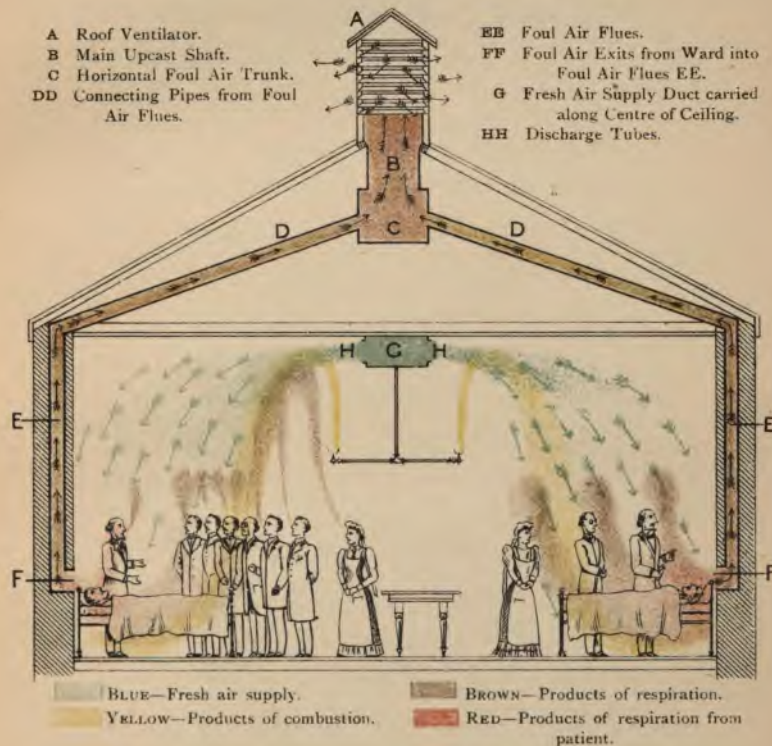 A Roof Ventilator.
B Main Upcast Shaft.
C Horizontal Foul Air Trunk.
DD Connecting Pipes from Foul
Air Flues.
EE Foul Air Flues.
FF Foul Air Exits from Ward into
Foul Air Flues EE.
G Fresh Air Supply Duct carried
along Centre of Ceiling.
HH Discharge Tubes.
A
B
C
D
D
H
G
H
E
E
F
F
BLUE—Fresh air supply.
YELLOW—Products of combustion.
BROWN—Products of respiration.
RED—Products of respiration from
patient.